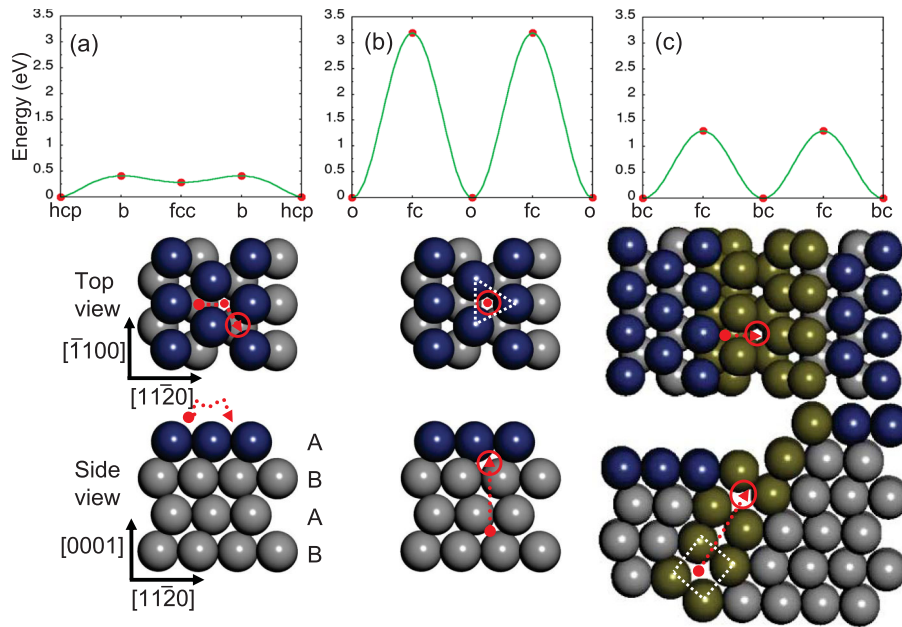 (a)
(b)
(c)
Energy (eV)
3.5
3
2.5
2
1.5
1
0.5
0
hcp b fcc b hcp
3.5
3
2.5
2
1.5
1
0.5
0
o fc o fc o
3.5
3
2.5
2
1.5
1
0.5
0
bc fc bc fc bc
Top
view
[1̄100]
[112̄0]
Side
view
A
B
A
B
[0001]
[112̄0]